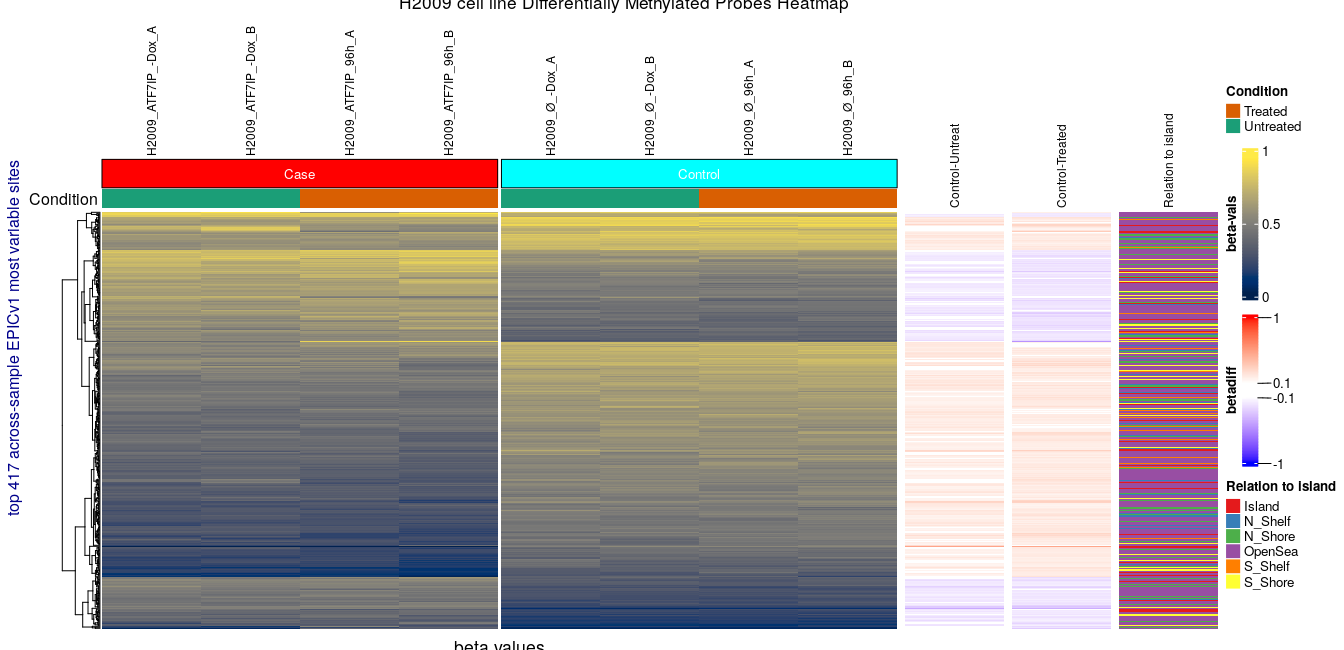 H2009 cell line Differentially Methylated Probes Heatmap
H2009_ATF7IP_-Dox_A
H2009_ATF7IP_-Dox_B
H2009_ATF7IP_96h_A
H2009_ATF7IP_96h_B
H2009_Ø_-Dox_A
H2009_Ø_-Dox_B
H2009_Ø_96h_A
H2009_Ø_96h_B
Control-Untreat
Control-Treated
Relation to island
Case
Control
Condition
top 417 across-sample EPICv1 most variable sites
beta values
Condition
Treated
Untreated
beta-vals
1
0.5
0
betadiff
1
0.1
-0.1
-1
Relation to island
Island
N_Shelf
N_Shore
OpenSea
S_Shelf
S_Shore